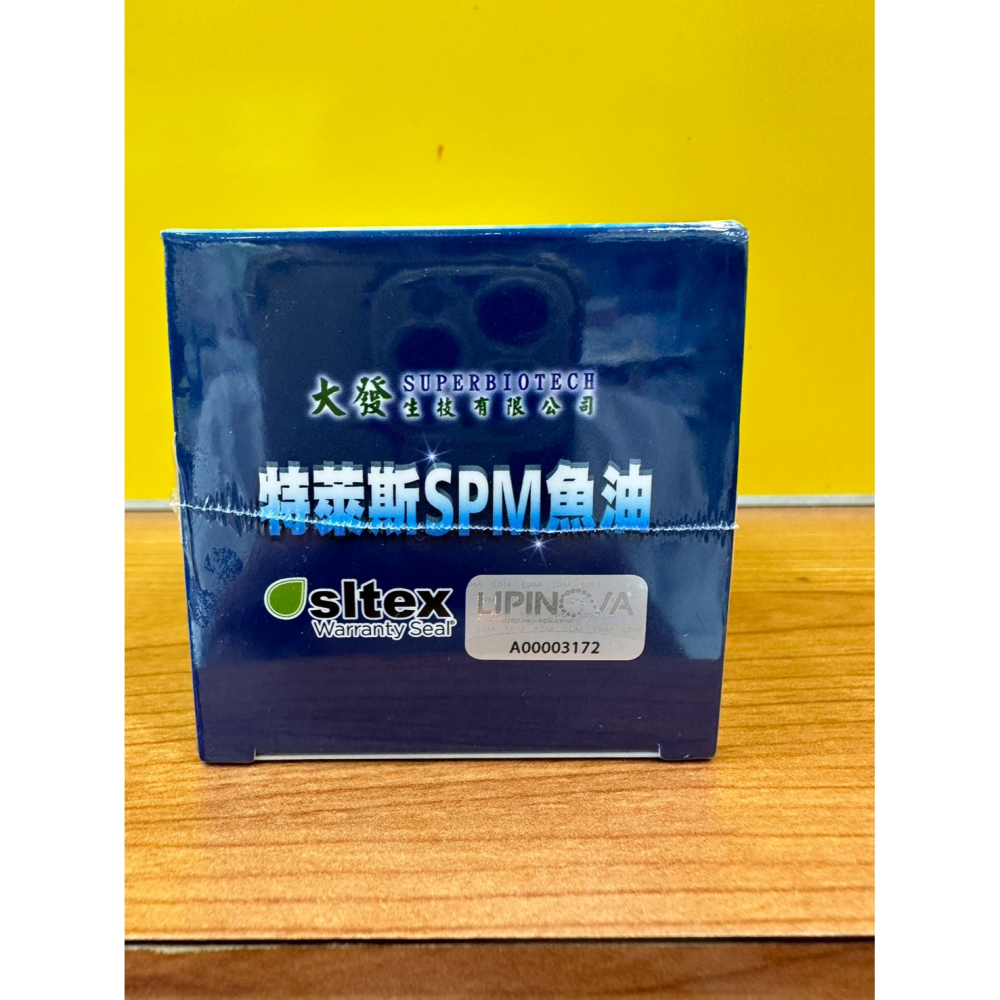 大發 SUPERBIOTECH
生技有限公司
特萊斯SPM魚油
sltex
Warranty Seal
LIPINOVA®
A00003172